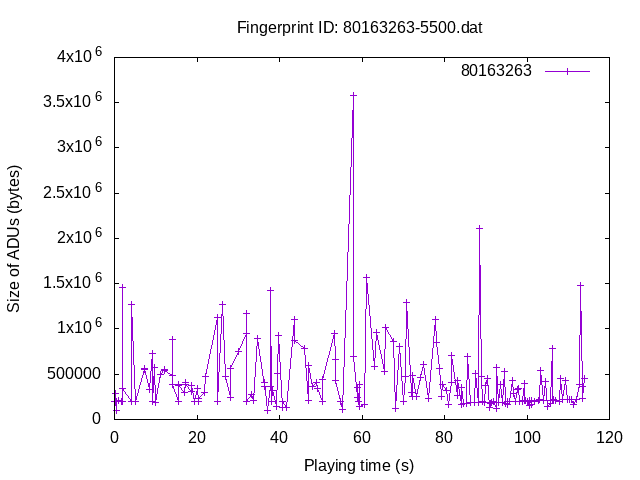 Fingerprint ID: 80163263-5500.dat
4x10^6
80163263
3.5x10^6
3x10^6
2.5x10^6
2x10^6
1.5x10^6
1x10^6
500000
0
Size of ADUs (bytes)
0 20 40 60 80 100 120
Playing time (s)